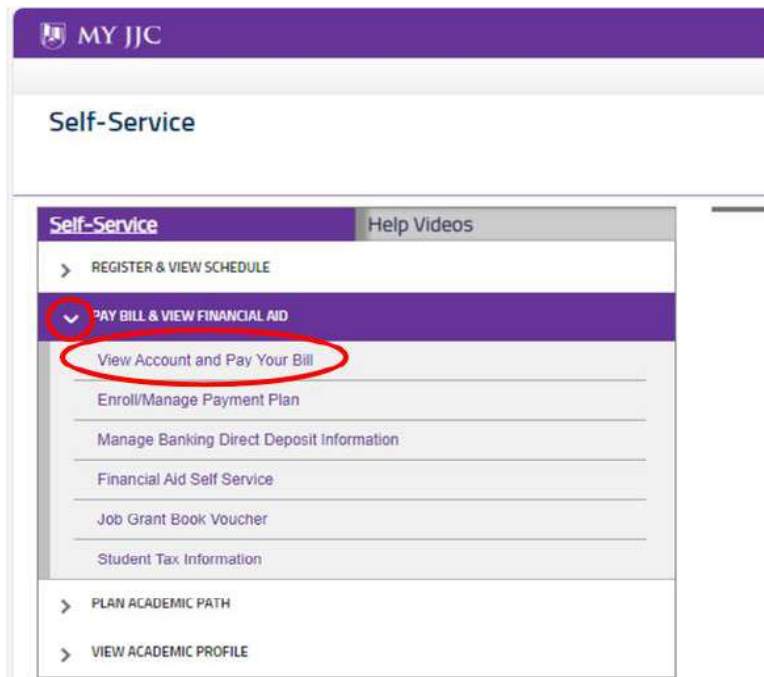 MY JJC
Self-Service
Self-Service Help Videos
REGISTER & VIEW SCHEDULE
PAY BILL & VIEW FINANCIAL AID
View Account and Pay Your Bill
Enroll/Manage Payment Plan
Manage Banking Direct Deposit Information
Financial Aid Self Service
Job Grant Book Voucher
Student Tax Information
PLAN ACADEMIC PATH
VIEW ACADEMIC PROFILE